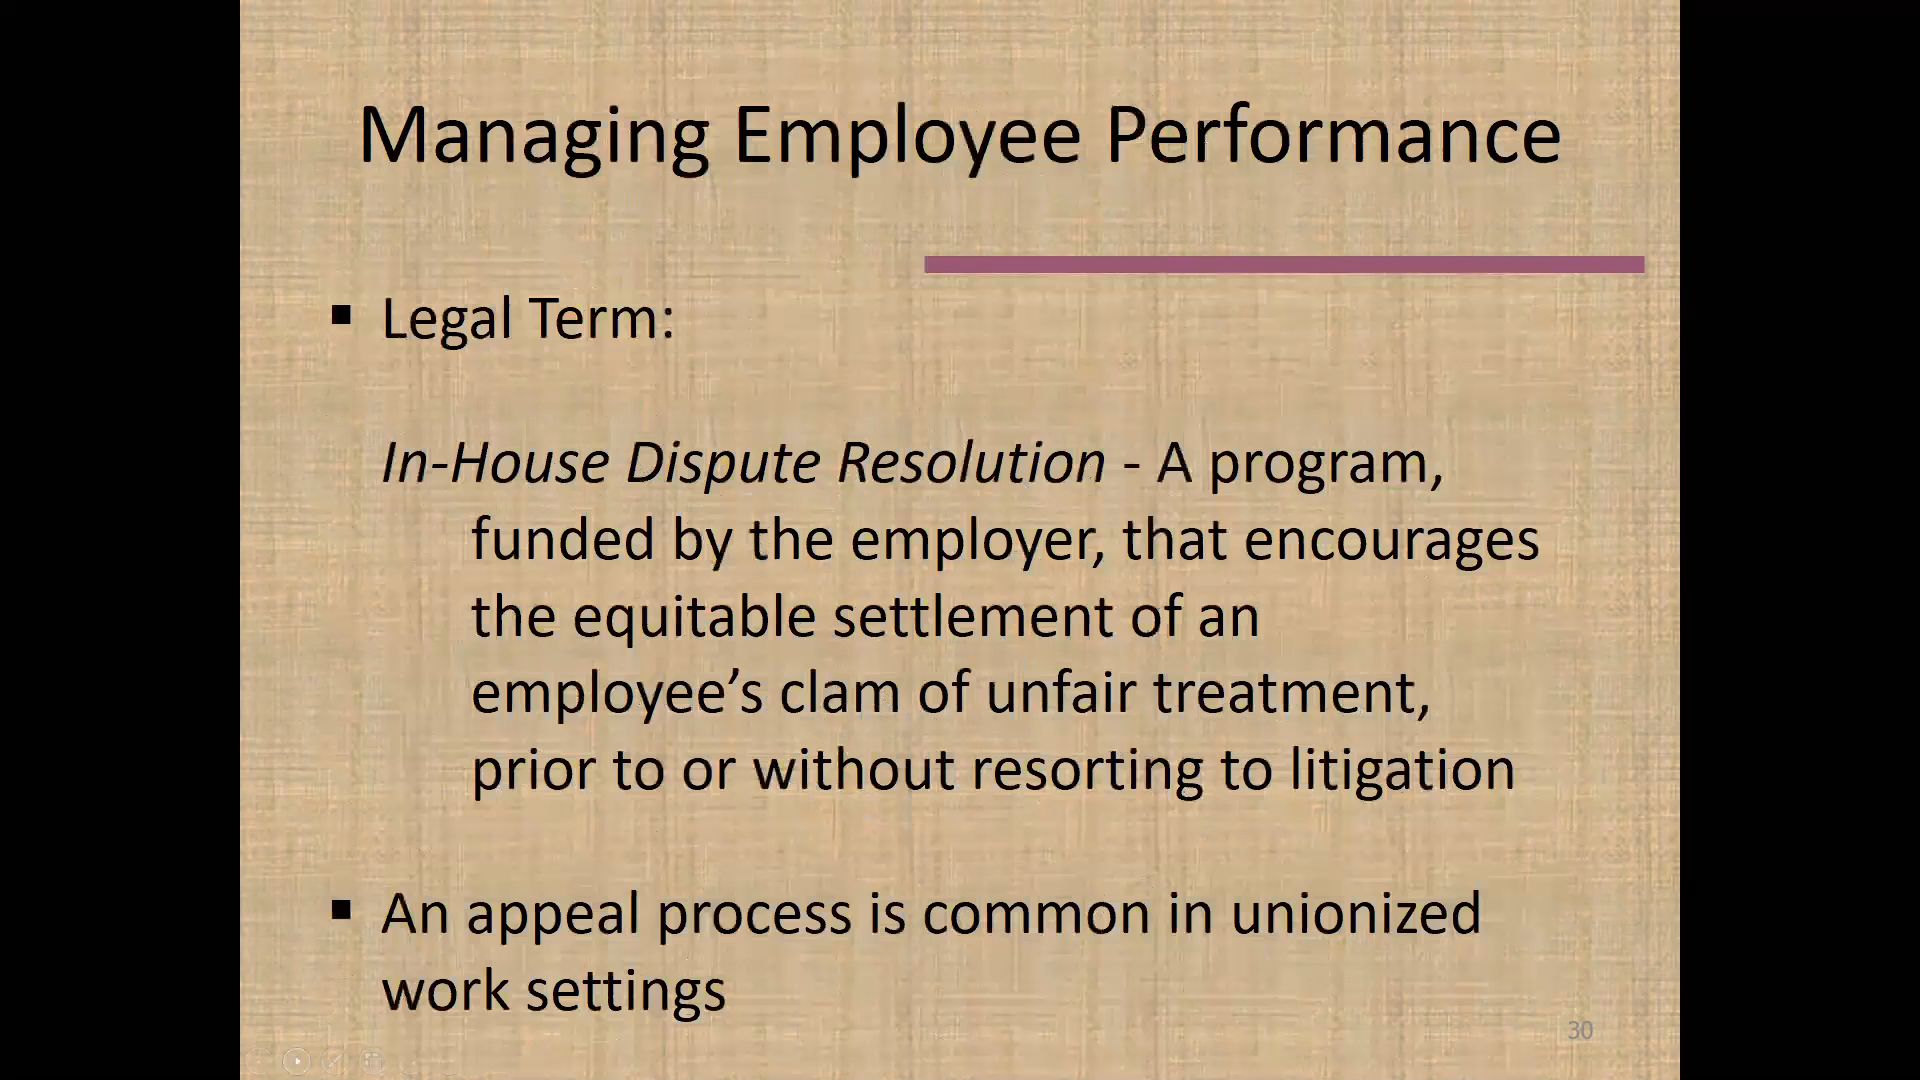 Managing Employee Performance
▪ Legal Term:
In-House Dispute Resolution - A program,
funded by the employer, that encourages
the equitable settlement of an
employee’s clam of unfair treatment,
prior to or without resorting to litigation
▪ An appeal process is common in unionized
work settings
30